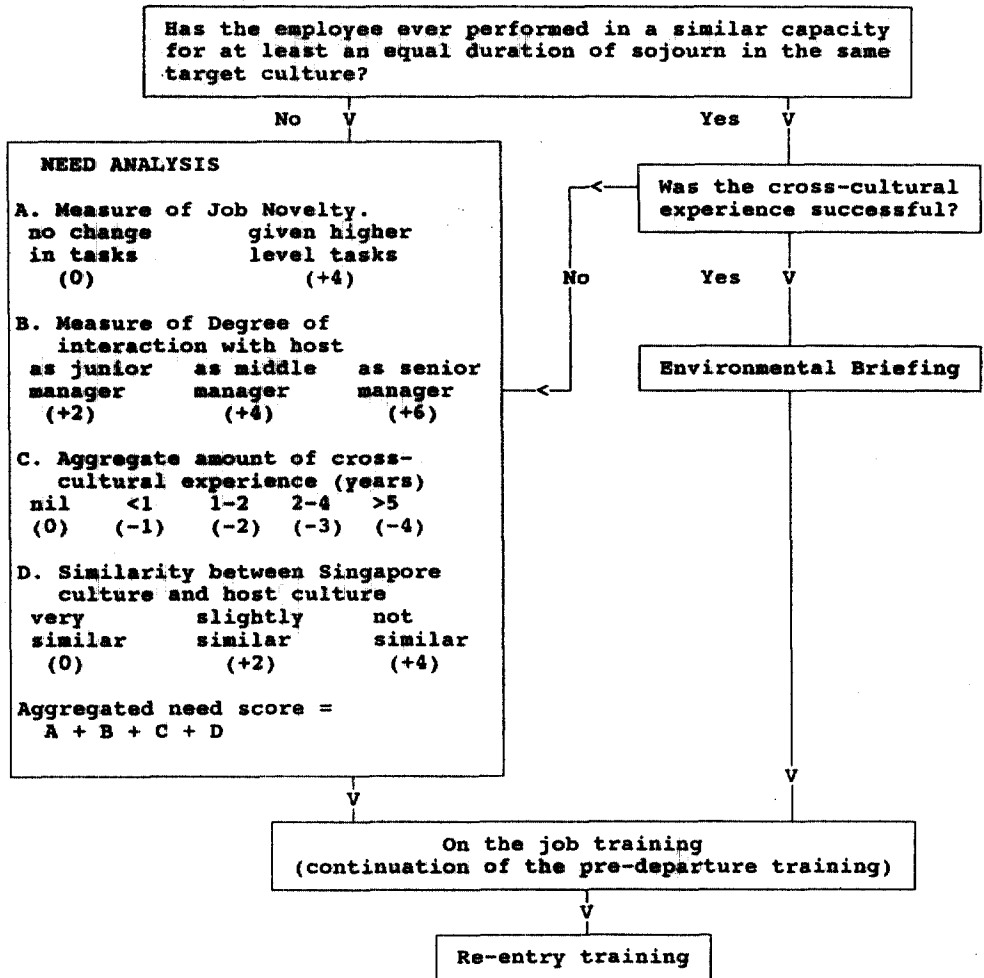 Has the employee ever performed in a similar capacity
for at least an equal duration of sojourn in the same
target culture?
No V
Yes V
NEED ANALYSIS
A. Measure of Job Novelty.
no change given higher
in tasks level tasks
(0) (+4)
B. Measure of Degree of
interaction with host
as junior as middle as senior
manager manager manager
(+2) (+4) (+6)
C. Aggregate amount of cross-
cultural experience (years)
nil <1 1-2 2-4 >5
(0) (-1) (-2) (-3) (-4)
D. Similarity between Singapore
culture and host culture
very slightly not
similar similar similar
(0) (+2) (+4)
Aggregated need score =
A + B + C + D
Was the cross-cultural
experience successful?
<
No
Yes V
<
Environmental Briefing
V
V
On the job training
(continuation of the pre-departure training)
V
Re-entry training